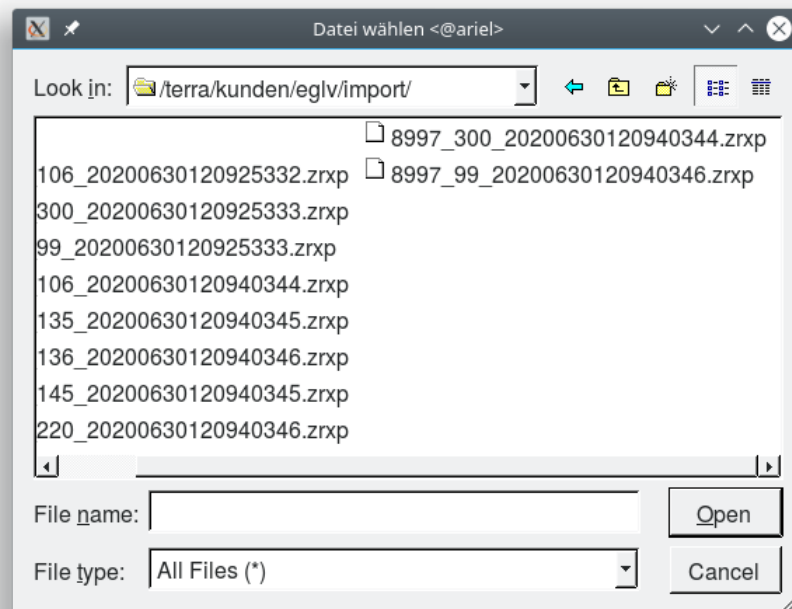 Datei wählen <@ariel>
Look in: /terra/kunden/eglv/import/
106_20200630120925332.zrxp
300_20200630120925333.zrxp
99_20200630120925333.zrxp
106_20200630120940344.zrxp
135_20200630120940345.zrxp
136_20200630120940346.zrxp
145_20200630120940345.zrxp
220_20200630120940346.zrxp
8997_300_20200630120940344.zrxp
8997_99_20200630120940346.zrxp
File name:
Open
File type: All Files (*)
Cancel